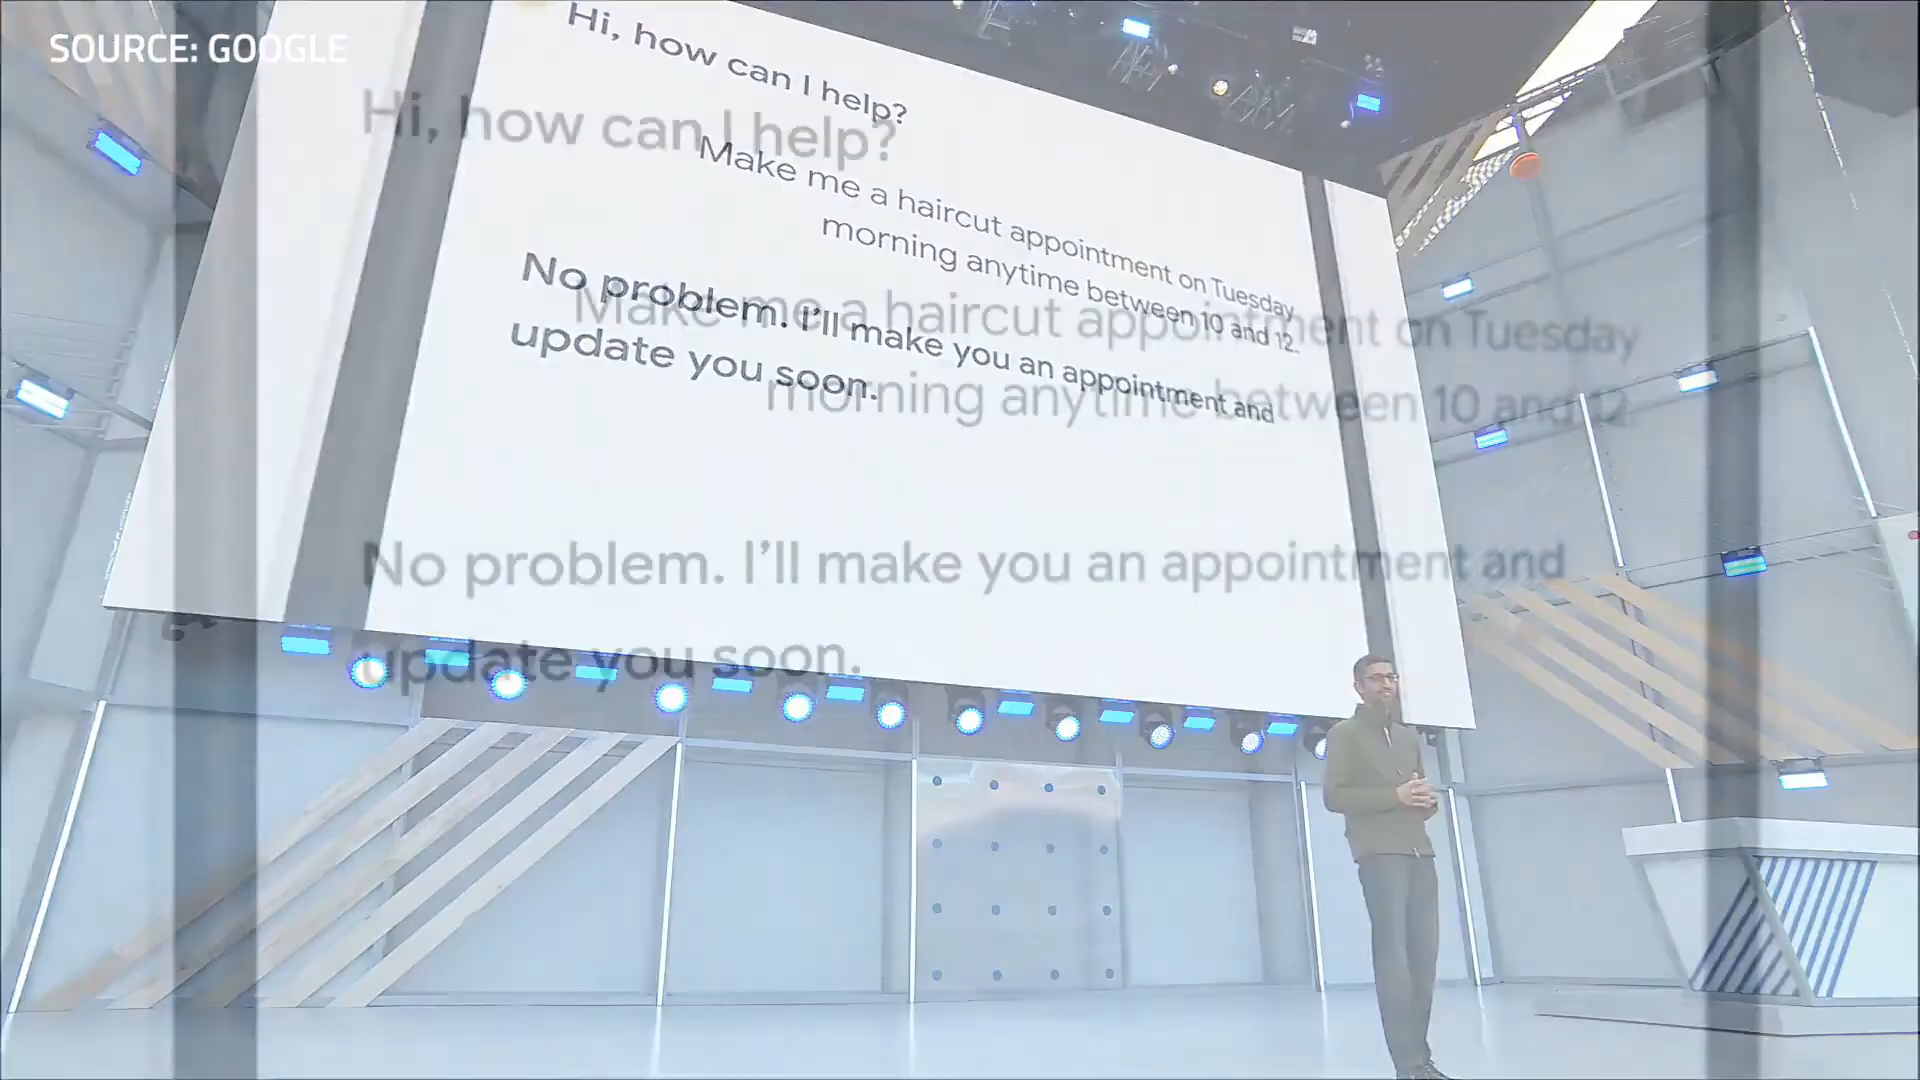 SOURCE: GOOGLE
Hi, how can I help?
Make me a haircut appointment on Tuesday
morning anytime between 10 and 12.
No problem. I'll make you an appointment and
update you soon.
Hi, how can I help?
Make me a haircut appointment on Tuesday
morning anytime between 10 and 12.
No problem. I'll make you an appointment and
update you soon.